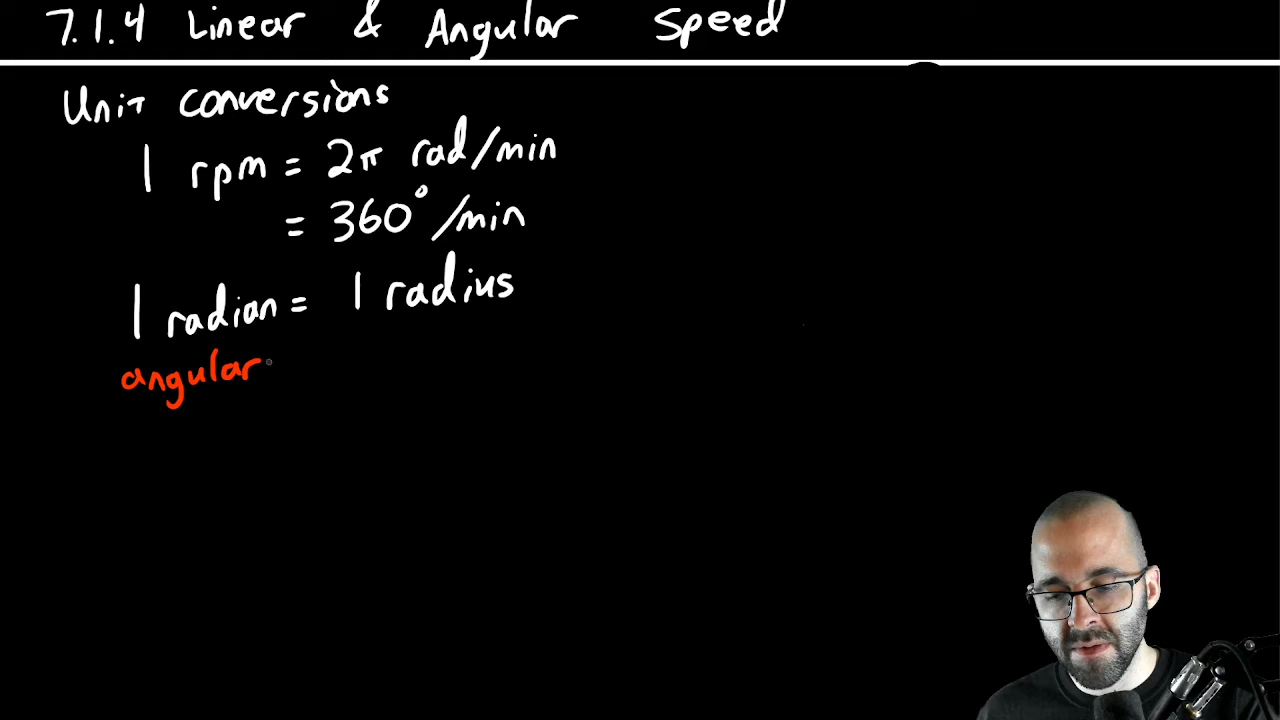 7.1.4 Linear & Angular Speed
Unit conversions
1 rpm = 2π rad/min
= 360°/min
1 radian = 1 radius
angular